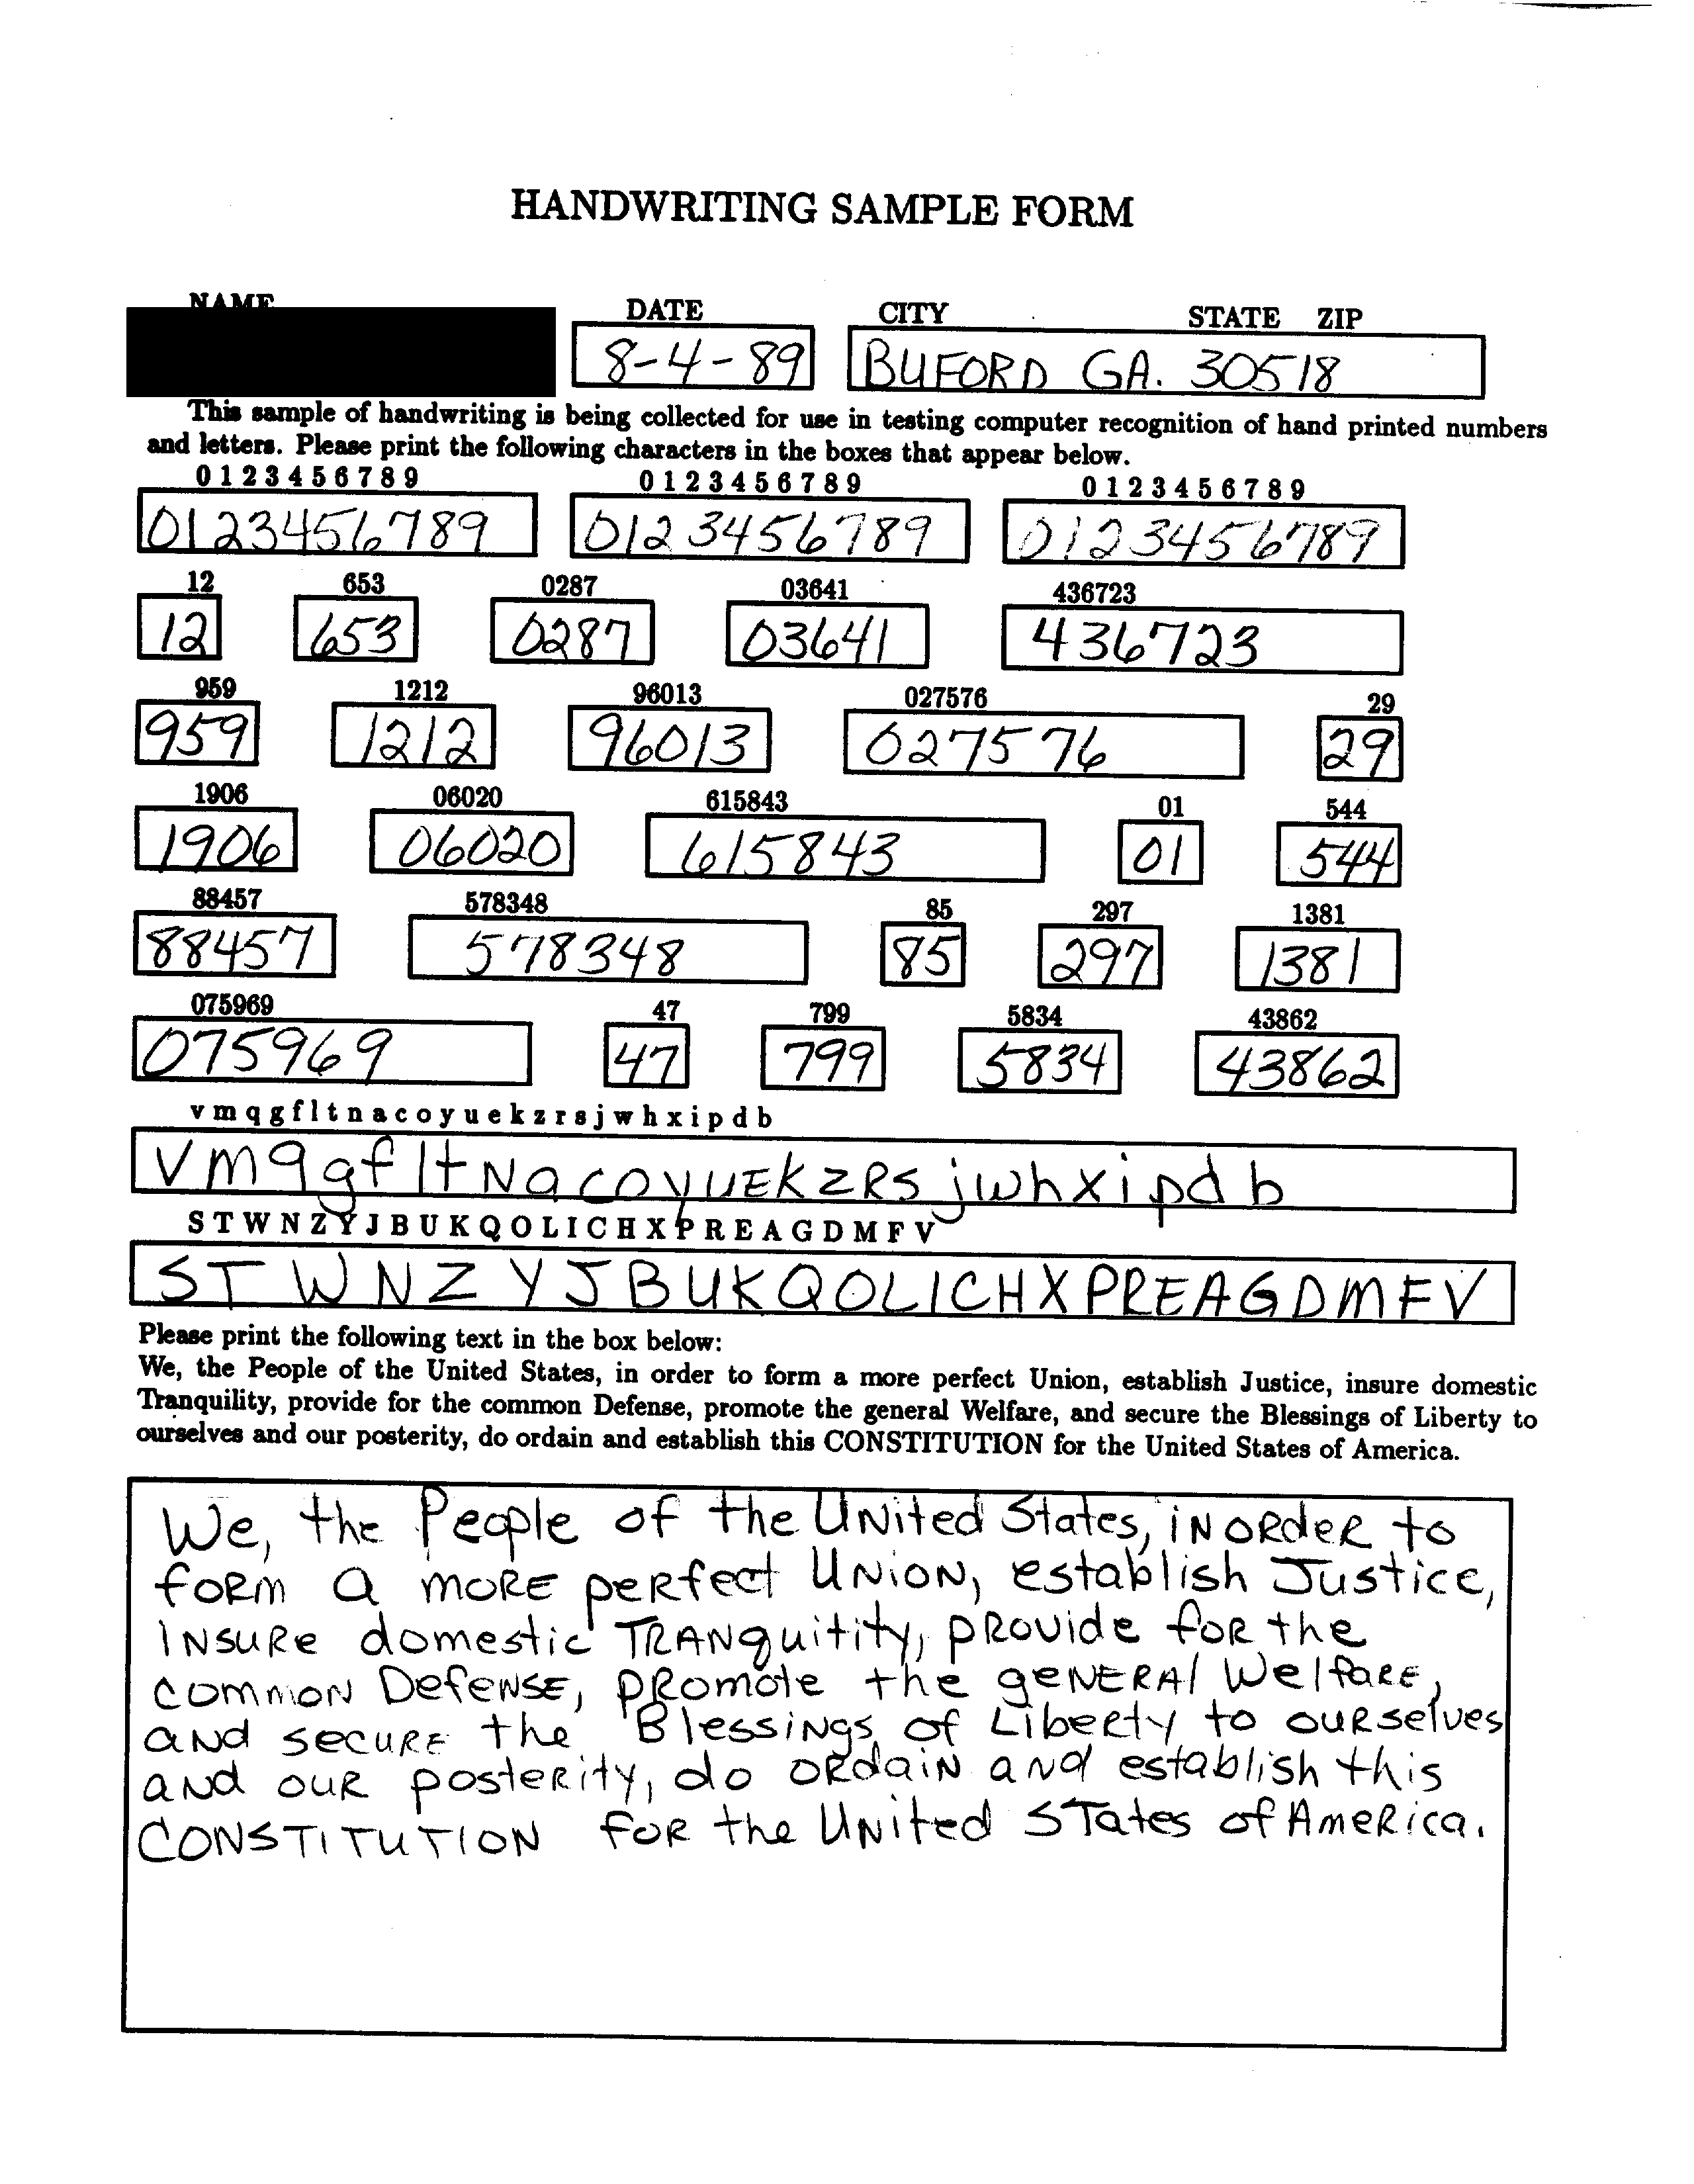 HANDWRITING SAMPLE FORM
NAME DATE CITY STATE ZIP
8-4-89 BUFORD GA. 30518
This sample of handwriting is being collected for use in testing computer recognition of hand printed numbers
and letters. Please print the following characters in the boxes that appear below.
0 1 2 3 4 5 6 7 8 9 0 1 2 3 4 5 6 7 8 9 0 1 2 3 4 5 6 7 8 9
0123456789 0123456789 0123456789
12 653 0287 03641 436723
12 653 0287 03641 436723
959 1212 96013 027576 29
959 1212 96013 027576 29
1906 06020 615843 01 544
1906 06020 615843 01 544
88457 578348 85 297 1381
88457 578348 85 297 1381
075969 47 799 5834 43862
075969 47 799 5834 43862
v m q g f l t n a c o y u e k z r s j w h x i p d b
v m q g f l t N a c o y u E K Z R S j w h x i p d b
S T W N Z Y J B U K Q O L I C H X P R E A G D M F V
S T W N Z Y J B U K Q O L I C H X P R E A G D M F V
Please print the following text in the box below:
We, the People of the United States, in order to form a more perfect Union, establish Justice, insure domestic
Tranquility, provide for the common Defense, promote the general Welfare, and secure the Blessings of Liberty to
ourselves and our posterity, do ordain and establish this CONSTITUTION for the United States of America.
We, the People of the UNited States, iN ORdeR to
foRm a moRE peRfect UNioN, establish Justice,
iNsuRe domestic TRANquitity, pRovide foR the
commoN DefeNSE, pRomote the geNERAl WelfaRE,
aNd secuRE the BlessiNgs of LibeRty to ouRselves
aNd ouR posteRity, do oRdaiN aNd establish this
CONSTITUTION foR the UNited STates of AmeRica.